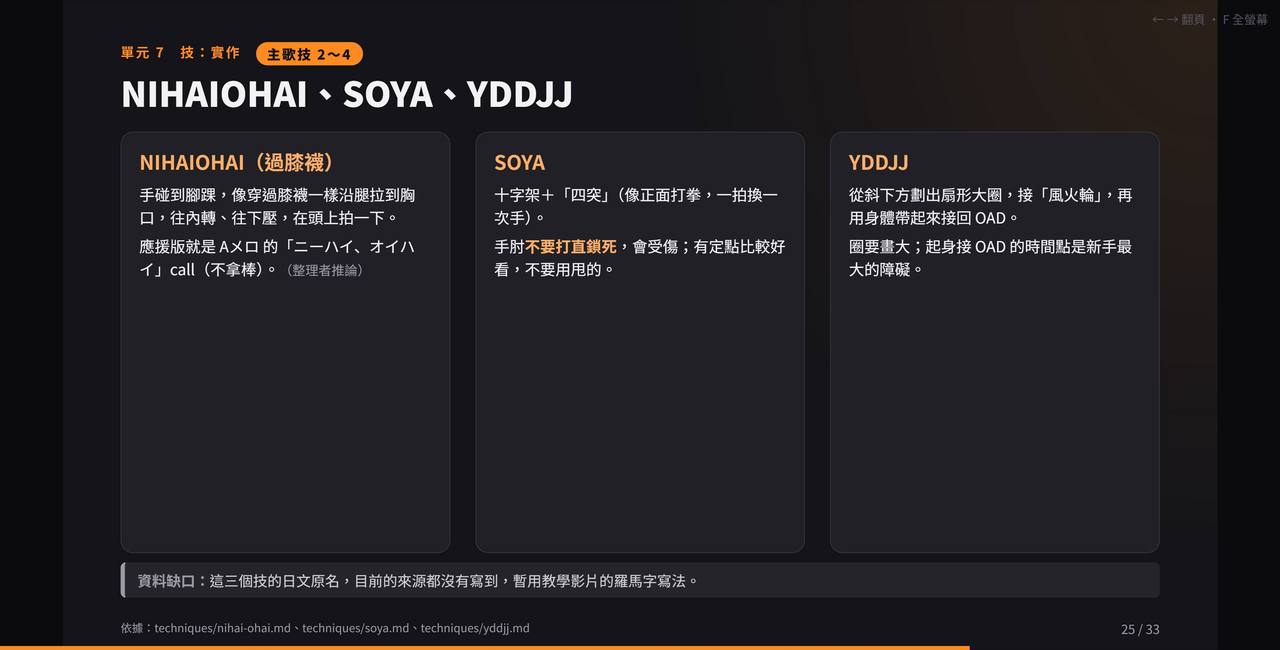 ←→ 翻頁 · F 全螢幕
單元 7 技：實作 主歌技 2～4
NIHAIOHAI、SOYA、YDDJJ
NIHAIOHAI（過膝襪）
手碰到腳踝，像穿過膝襪一樣沿腿拉到胸
口，往內轉、往下壓，在頭上拍一下。
應援版就是 Aメロ 的「ニーハイ、オイハ
イ」call（不拿棒）。（整理者推論）
SOYA
十字架＋「四突」（像正面打拳，一拍換一
次手）。
手肘不要打直鎖死，會受傷；有定點比較好
看，不要用甩的。
YDDJJ
從斜下方劃出扇形大圈，接「風火輪」，再
用身體帶起來接回 OAD。
圈要畫大；起身接 OAD 的時間點是新手最
大的障礙。
資料缺口：這三個技的日文原名，目前的來源都沒有寫到，暫用教學影片的羅馬字寫法。
依據：techniques/nihai-ohai.md、techniques/soya.md、techniques/yddjj.md
25 / 33